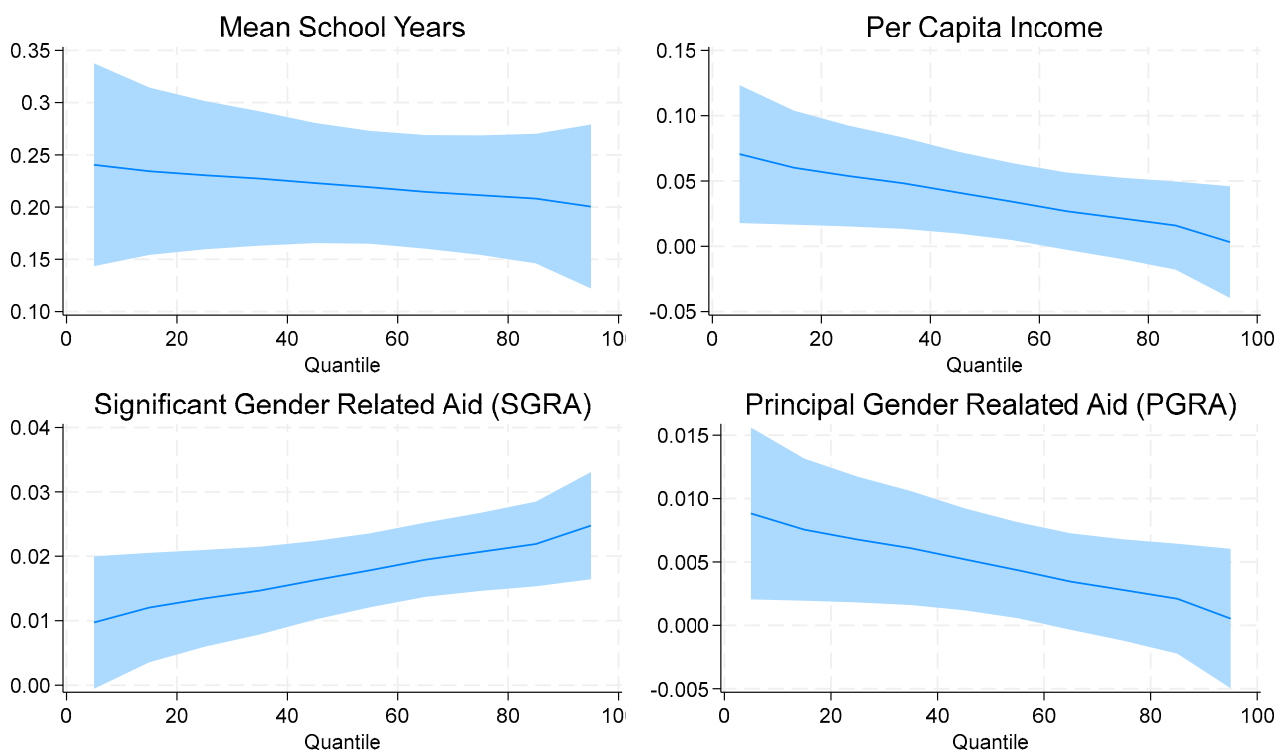 Mean School Years
0.35
0.3
0.25
0.20
0.15
0.10
0 20 40 60 80 10
Quantile
Per Capita Income
0.15
0.10
0.05
0.00
-0.05
0 20 40 60 80 100
Quantile
Significant Gender Related Aid (SGRA)
0.04
0.03
0.02
0.01
0.00
0 20 40 60 80 10
Quantile
Principal Gender Realated Aid (PGRA)
0.015
0.010
0.005
0.000
-0.005
0 20 40 60 80 100
Quantile